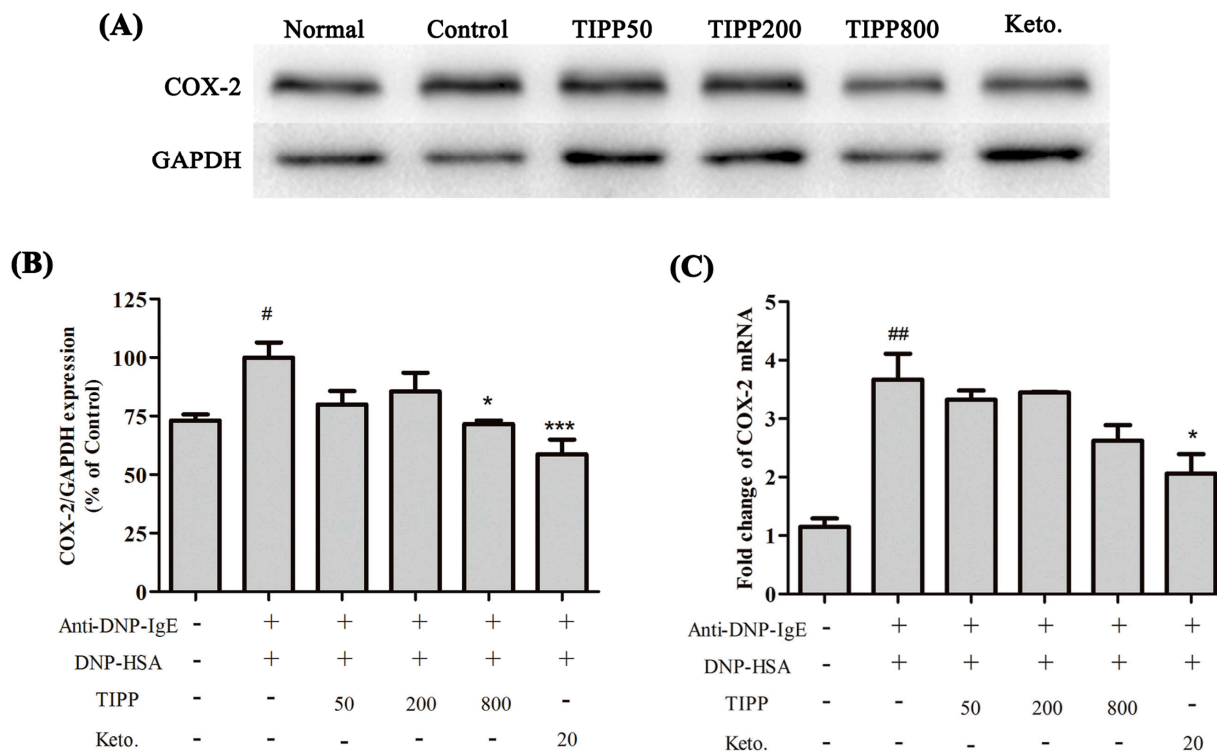 (A)
Normal Control TIPP50 TIPP200 TIPP800 Keto.
COX-2
GAPDH
(B)
COX-2/GAPDH expression
(% of Control)
125
100
75
50
25
0
#
*
***
Anti-DNP-IgE - + + + + +
DNP-HSA - + + + + +
TIPP - - 50 200 800 -
Keto. - - - - - 20
(C)
Fold change of COX-2 mRNA
5
4
3
2
1
0
##
*
Anti-DNP-IgE - + + + + +
DNP-HSA - + + + + +
TIPP - - 50 200 800 -
Keto. - - - - - 20